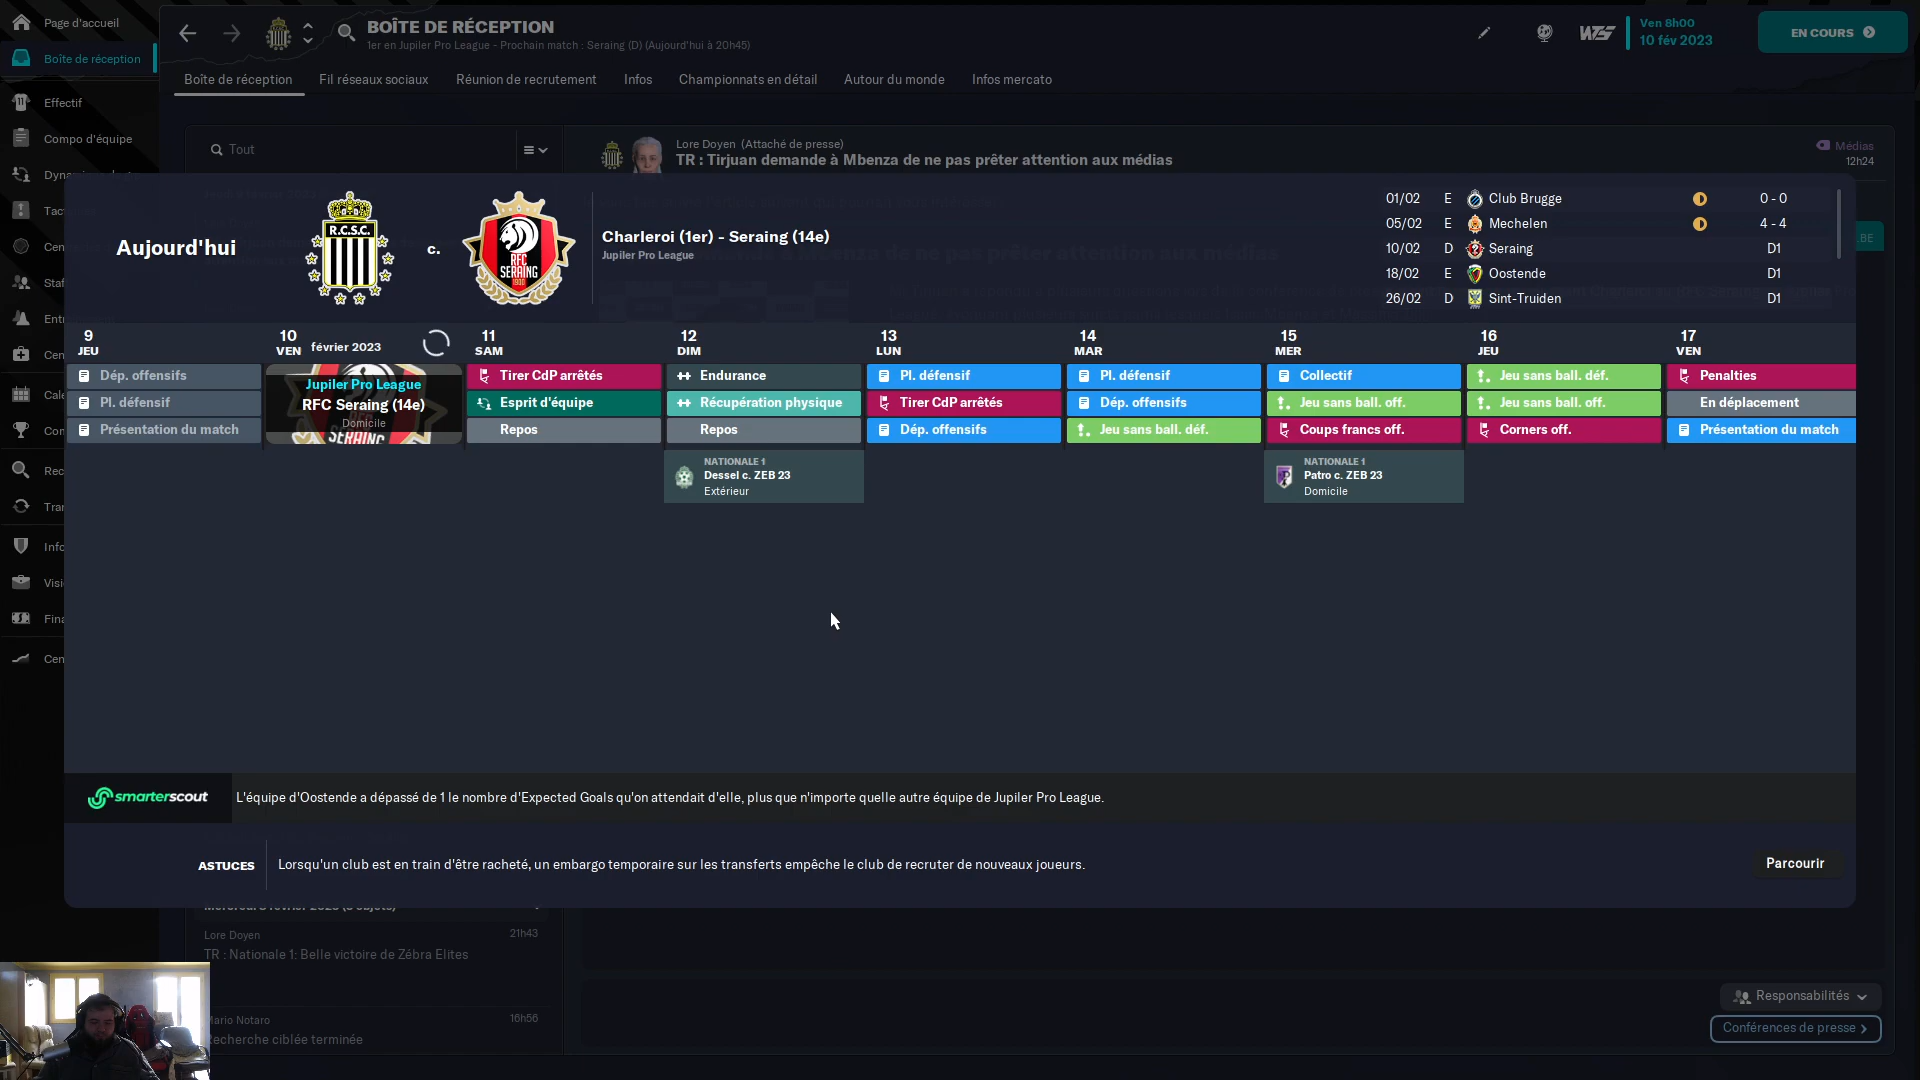 Page d'accueil
Boîte de réception
Effectif
Compo d'équipe
BOÎTE DE RÉCEPTION
1er en Jupiler Pro League - Prochain match : Seraing (D) (Aujourd'hui à 20h45)
Ven 8h00
10 fév 2023
EN COURS
Boîte de réception
Fil réseaux sociaux
Réunion de recrutement
Infos
Championnats en détail
Autour du monde
Infos mercato
Tout
Lore Doyen (Attaché de presse)
TR : Tirjuan demande à Mbenza de ne pas prêter attention aux médias
Médias
12h24
Aujourd'hui
R.C.S.C.
c.
RFC
SERAING
Charleroi (1er) - Seraing (14e)
Jupiler Pro League
01/02 E Club Brugge 0 - 0
05/02 E Mechelen 4 - 4
10/02 D Seraing D1
18/02 E Oostende D1
26/02 D Sint-Truiden D1
9
JEU
10
VEN février 2023
11
SAM
12
DIM
13
LUN
14
MAR
15
MER
16
JEU
17
VEN
Dép. offensifs
Pl. défensif
Présentation du match
Jupiler Pro League
RFC Seraing (14e)
Domicile
Tirer CdP arrêtés
Esprit d'équipe
Repos
Endurance
Récupération physique
Repos
NATIONALE 1
Dessel c. ZEB 23
Extérieur
Pl. défensif
Tirer CdP arrêtés
Dép. offensifs
Pl. défensif
Dép. offensifs
Jeu sans ball. déf.
Collectif
Jeu sans ball. off.
Coups francs off.
NATIONALE 1
Patro c. ZEB 23
Domicile
Jeu sans ball. déf.
Jeu sans ball. off.
Corners off.
Penalties
En déplacement
Présentation du match
smarterscout
L'équipe d'Oostende a dépassé de 1 le nombre d'Expected Goals qu'on attendait d'elle, plus que n'importe quelle autre équipe de Jupiler Pro League.
ASTUCES
Lorsqu'un club est en train d'être racheté, un embargo temporaire sur les transferts empêche le club de recruter de nouveaux joueurs.
Parcourir
Lore Doyen
21h43
TR : Nationale 1: Belle victoire de Zébra Elites
Mario Notaro
16h56
Recherche ciblée terminée
Responsabilités
Conférences de presse